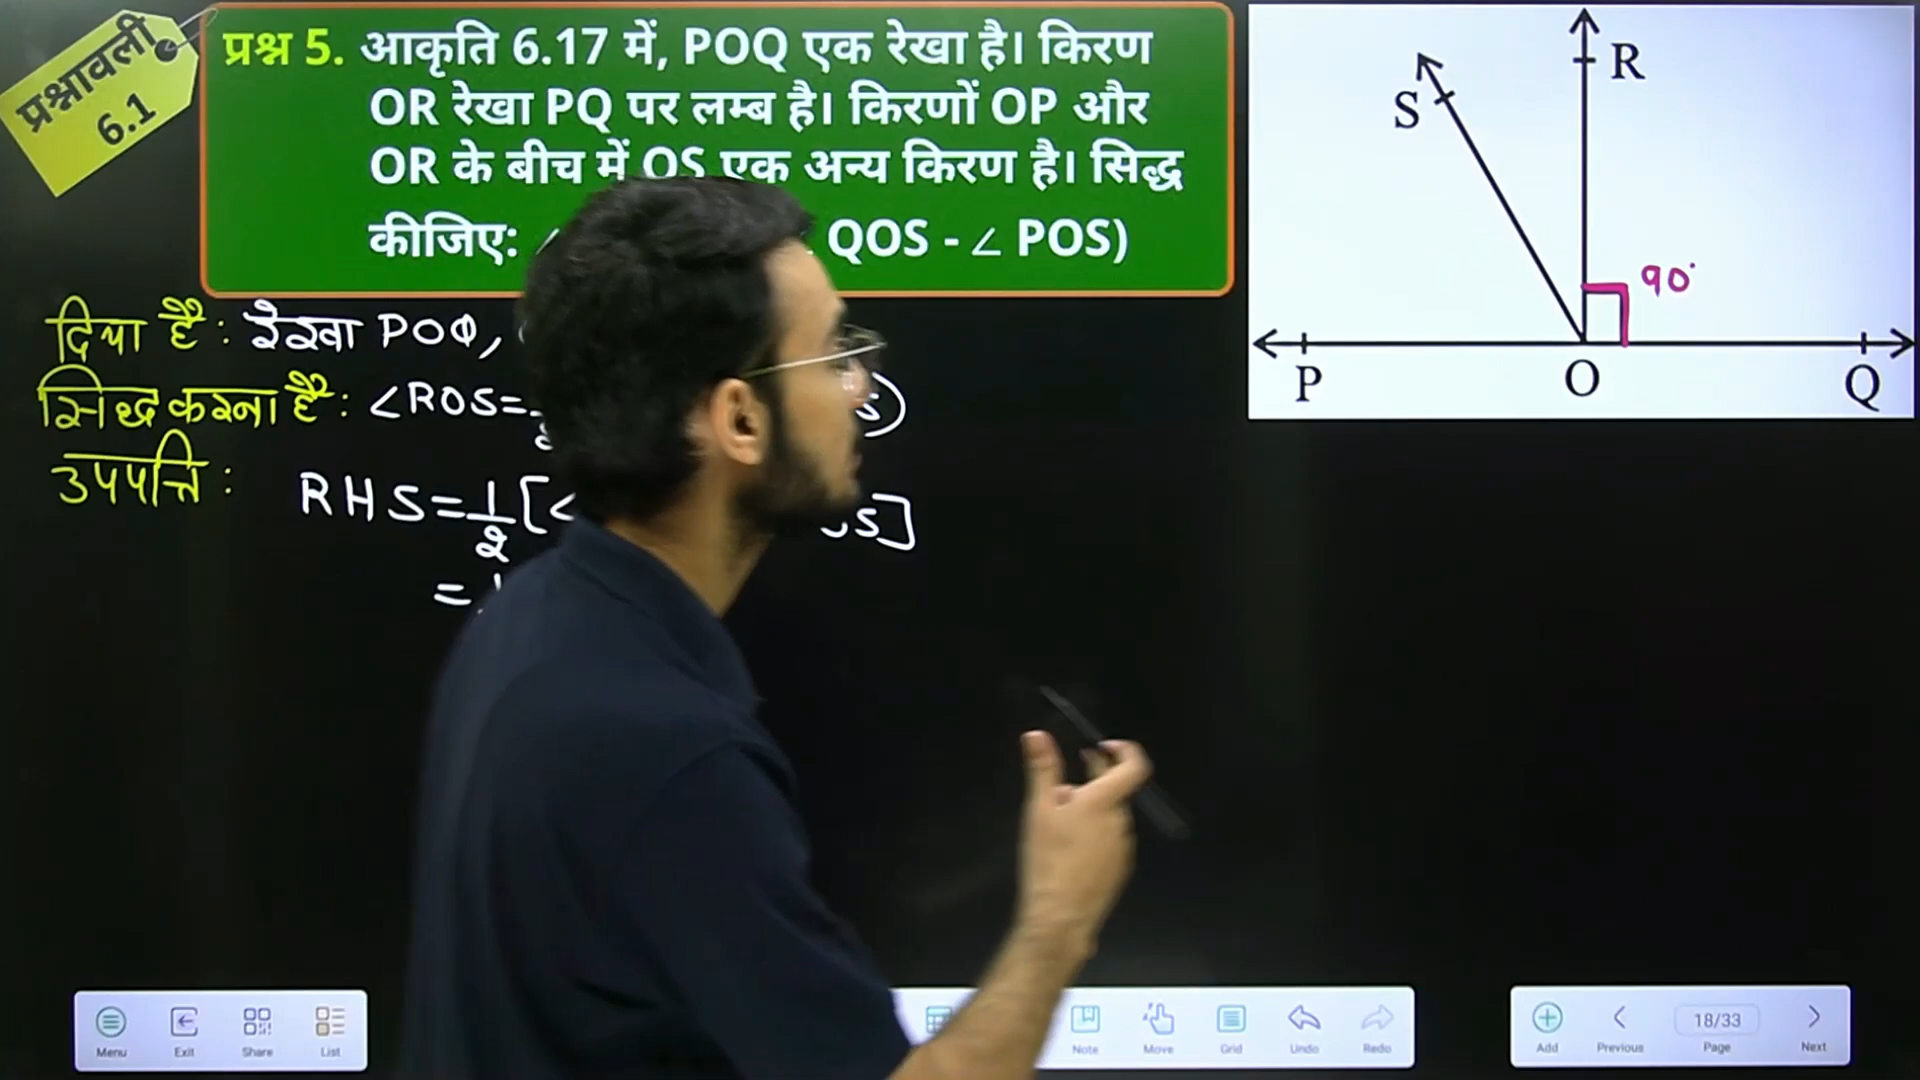 प्रश्नावली
6.1
प्रश्न 5. आकृति 6.17 में, POQ एक रेखा है। किरण
OR रेखा PQ पर लम्ब है। किरणों OP और
OR के बीच में OS एक अन्य किरण है। सिद्ध
कीजिए: QOS - ∠ POS)
दिया है: रेखा POQ,
सिद्ध करना है: ∠ROS=
उपपत्ति: RHS=1/2[∠ S]
=
S
R
90°
P
O
Q
Menu
Exit
Share
List
Note
Move
Grid
Undo
Redo
Add
Previous
18/33
Page
Next